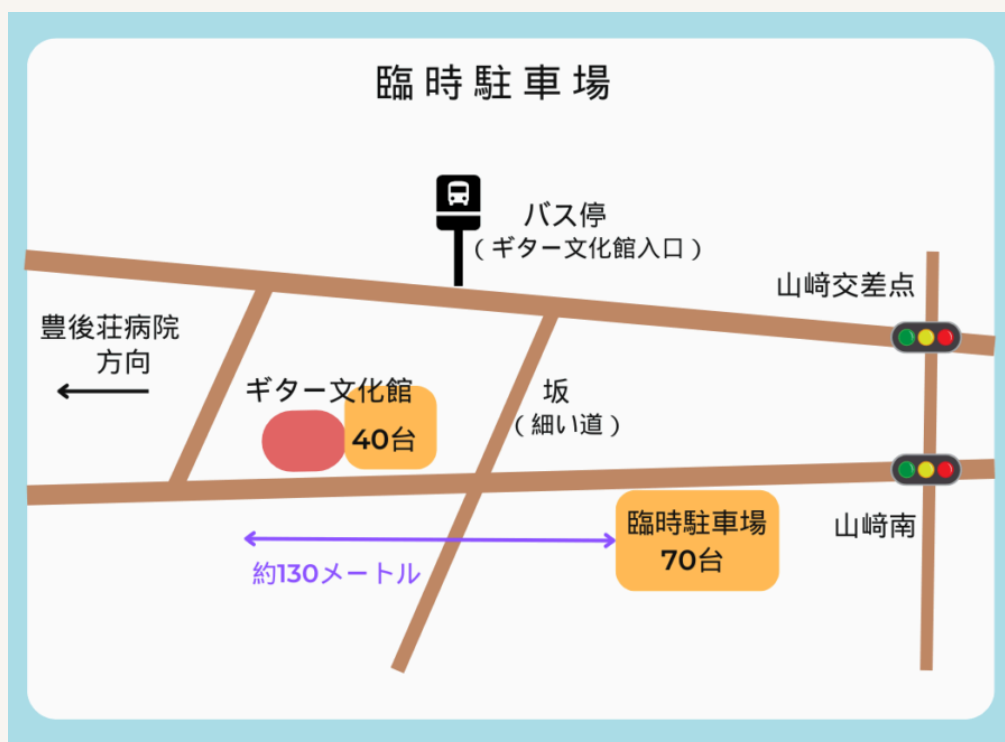 臨時駐車場
バス停
（ギター文化館入口）
山﨑交差点
豊後荘病院
方向
ギター文化館
40台
坂
（細い道）
臨時駐車場
70台
山﨑南
約130メートル